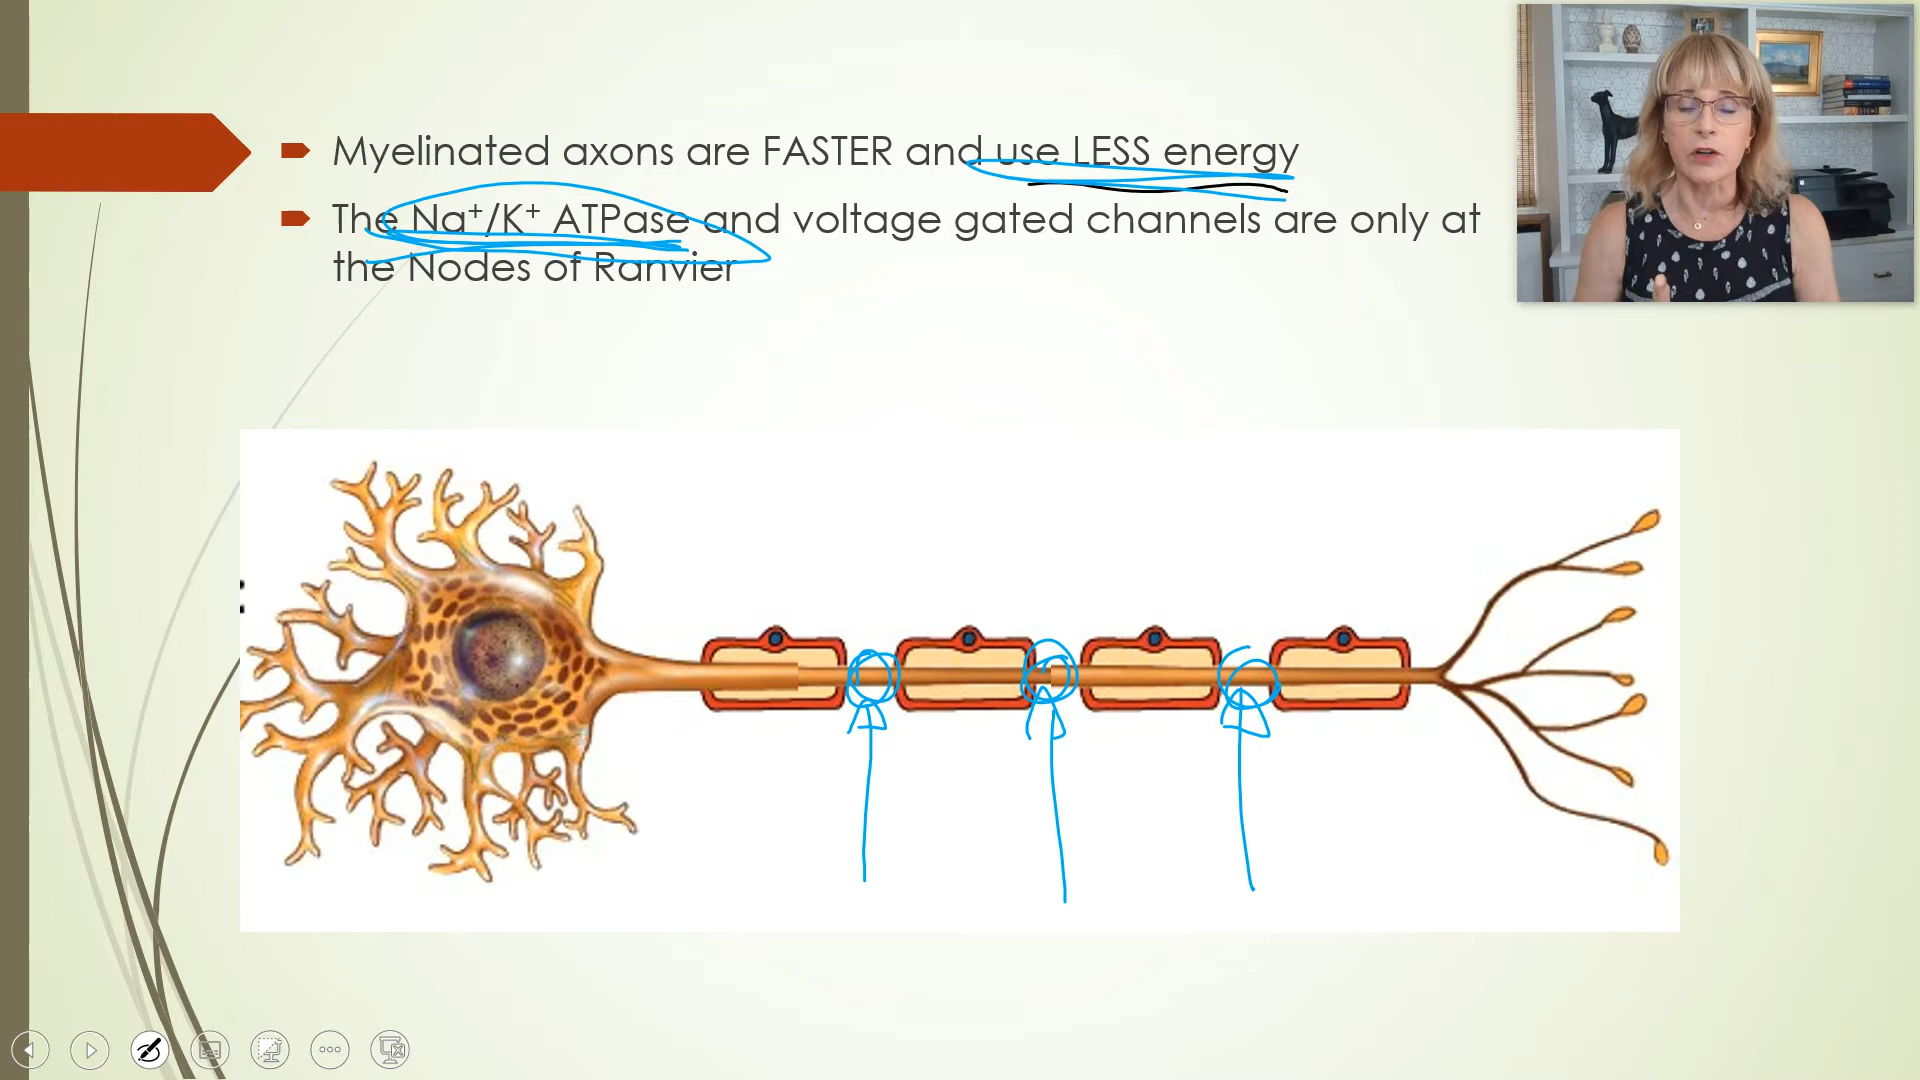 Myelinated axons are FASTER and use LESS energy
The Na⁺/K⁺ ATPase and voltage gated channels are only at
the Nodes of Ranvier